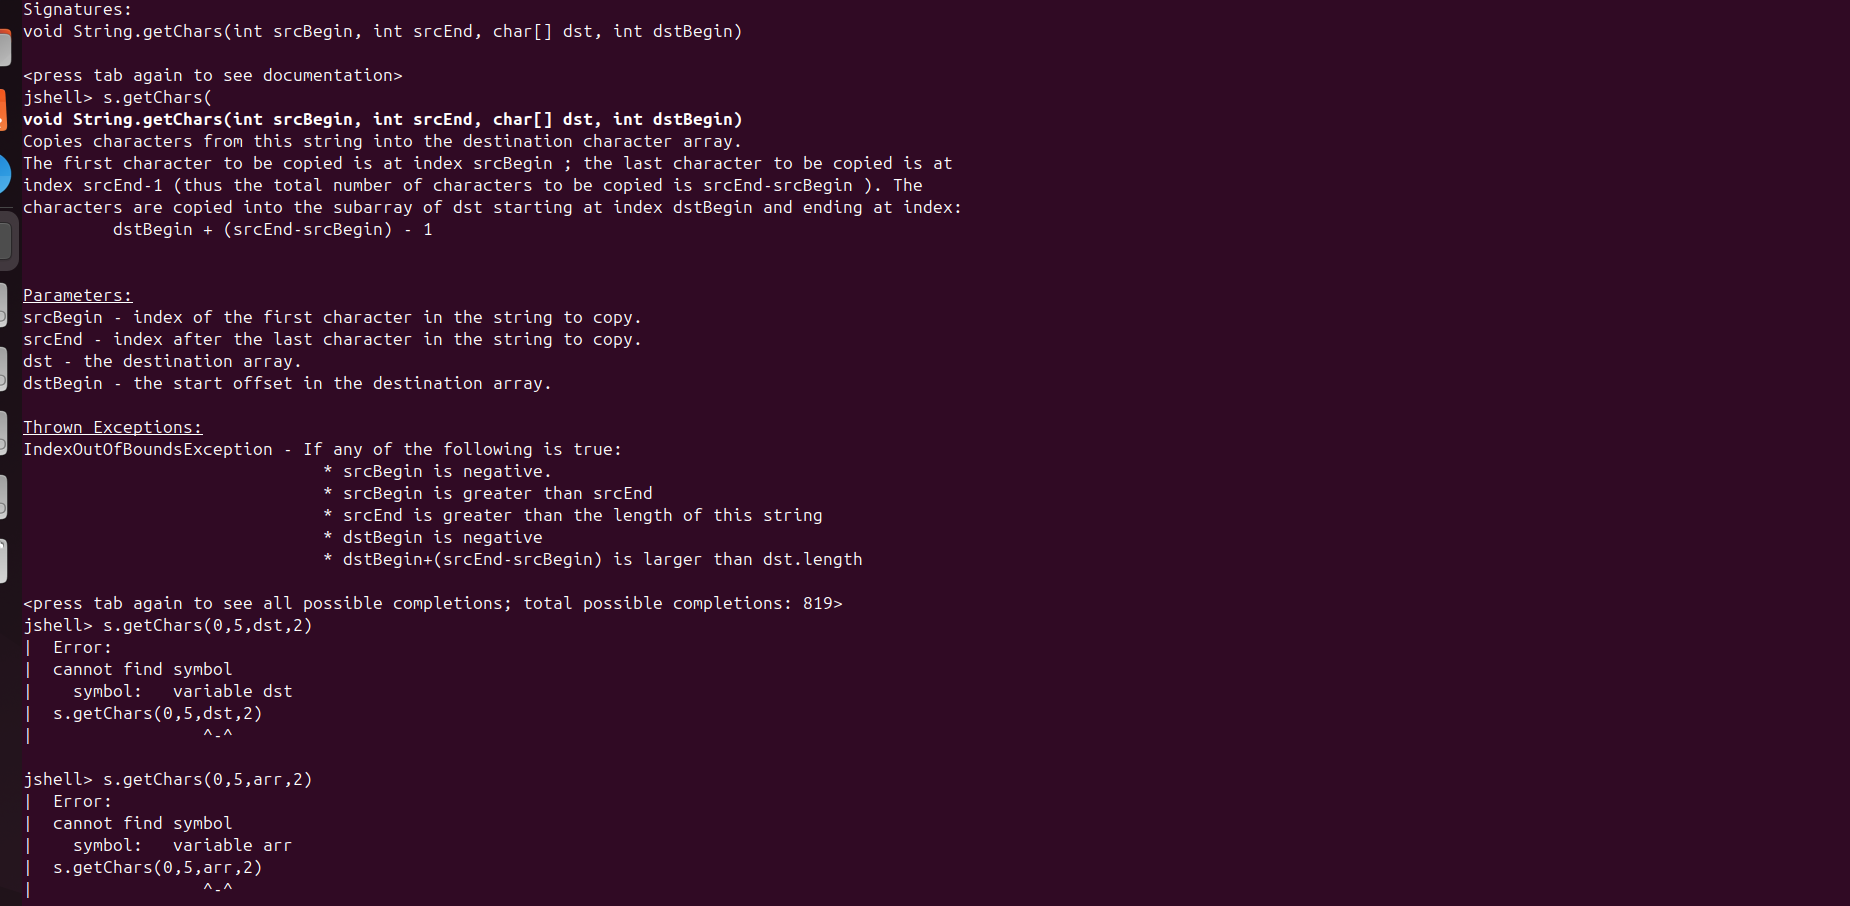 Signatures:
void String.getChars(int srcBegin, int srcEnd, char[] dst, int dstBegin)
<press tab again to see documentation>
jshell> s.getChars(
void String.getChars(int srcBegin, int srcEnd, char[] dst, int dstBegin)
Copies characters from this string into the destination character array.
The first character to be copied is at index srcBegin ; the last character to be copied is at
index srcEnd-1 (thus the total number of characters to be copied is srcEnd-srcBegin ). The
characters are copied into the subarray of dst starting at index dstBegin and ending at index:
dstBegin + (srcEnd-srcBegin) - 1
Parameters:
srcBegin - index of the first character in the string to copy.
srcEnd - index after the last character in the string to copy.
dst - the destination array.
dstBegin - the start offset in the destination array.
Thrown Exceptions:
IndexOutOfBoundsException - If any of the following is true:
* srcBegin is negative.
* srcBegin is greater than srcEnd
* srcEnd is greater than the length of this string
* dstBegin is negative
* dstBegin+(srcEnd-srcBegin) is larger than dst.length
<press tab again to see all possible completions; total possible completions: 819>
jshell> s.getChars(0,5,dst,2)
|  Error:
|  cannot find symbol
|    symbol:   variable dst
|  s.getChars(0,5,dst,2)
|                 ^-^
jshell> s.getChars(0,5,arr,2)
|  Error:
|  cannot find symbol
|    symbol:   variable arr
|  s.getChars(0,5,arr,2)
|                 ^-^